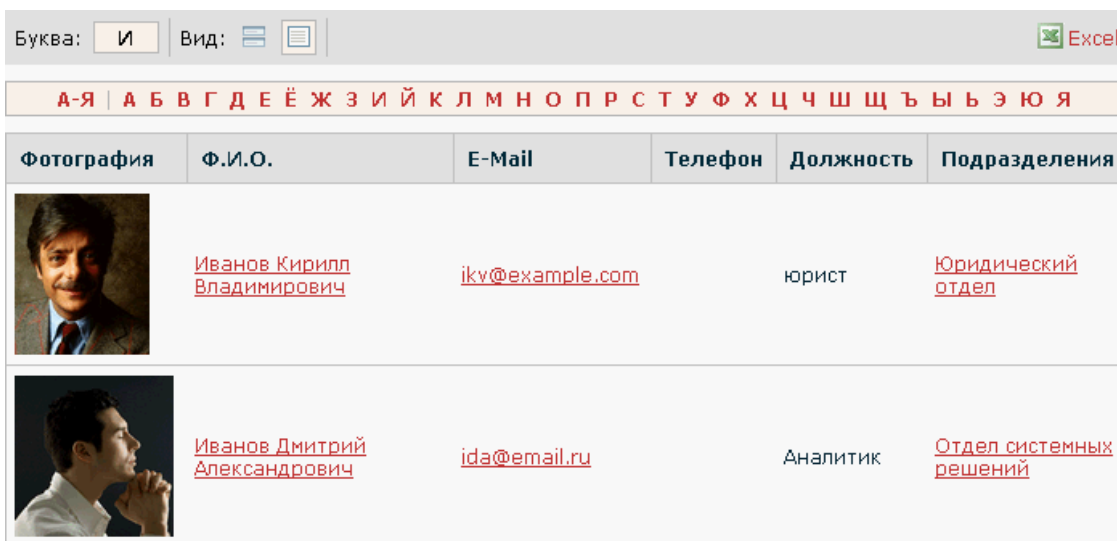 Буква: И Вид: Excel
А-Я | А Б В Г Д Е Ё Ж З И Й К Л М Н О П Р С Т У Ф Х Ц Ч Ш Щ Ъ Ы Ь Э Ю Я
Фотография Ф.И.О. E-Mail Телефон Должность Подразделения
Иванов Кирилл
Владимирович
ikv@example.com
юрист
Юридический
отдел
Иванов Дмитрий
Александрович
ida@email.ru
Аналитик
Отдел системных
решений